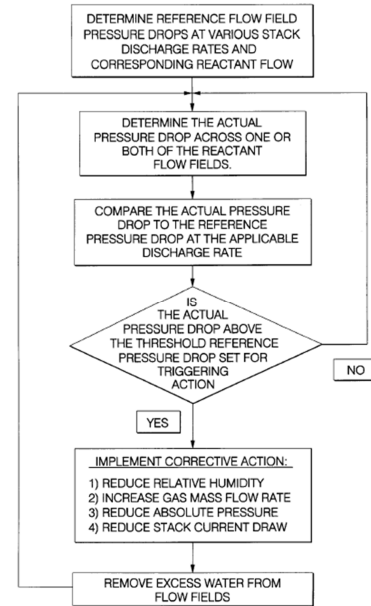 DETERMINE REFERENCE FLOW FIELD
PRESSURE DROPS AT VARIOUS STACK
DISCHARGE RATES AND
CORRESPONDING REACTANT FLOW
DETERMINE THE ACTUAL
PRESSURE DROP ACROSS ONE OR
BOTH OF THE REACTANT
FLOW FIELDS.
COMPARE THE ACTUAL PRESSURE
DROP TO THE REFERENCE
PRESSURE DROP AT THE APPLICABLE
DISCHARGE RATE
IS
THE ACTUAL
PRESSURE DROP ABOVE
THE THRESHOLD REFERENCE
PRESSURE DROP SET FOR
TRIGGERING
ACTION
NO
YES
IMPLEMENT CORRECTIVE ACTION:
1) REDUCE RELATIVE HUMIDITY
2) INCREASE GAS MASS FLOW RATE
3) REDUCE ABSOLUTE PRESSURE
4) REDUCE STACK CURRENT DRAW
REMOVE EXCESS WATER FROM
FLOW FIELDS